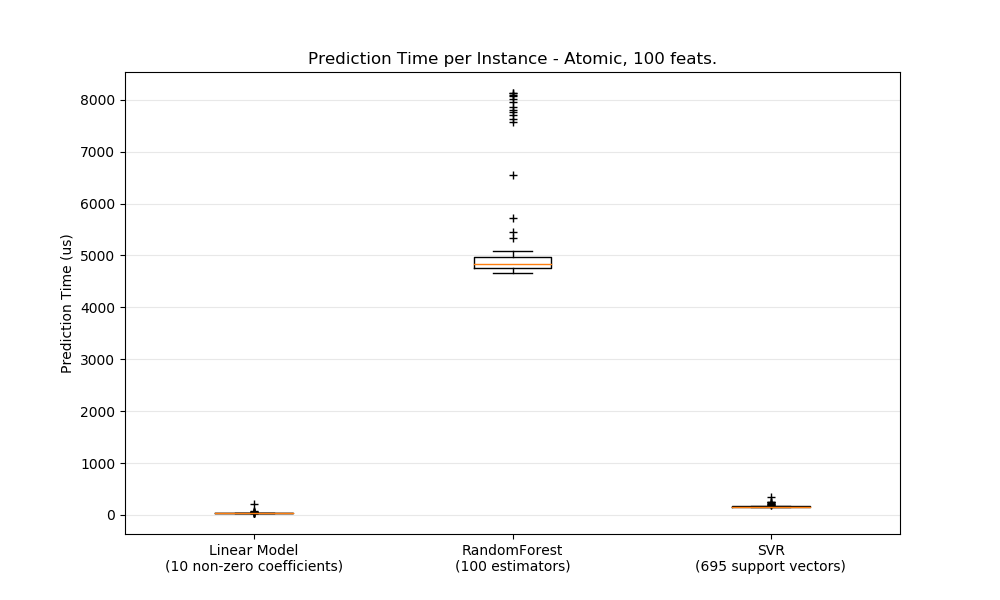 Prediction Time per Instance - Atomic, 100 feats.
Prediction Time (us)
8000
7000
6000
5000
4000
3000
2000
1000
0
Linear Model
(10 non-zero coefficients)
RandomForest
(100 estimators)
SVR
(695 support vectors)